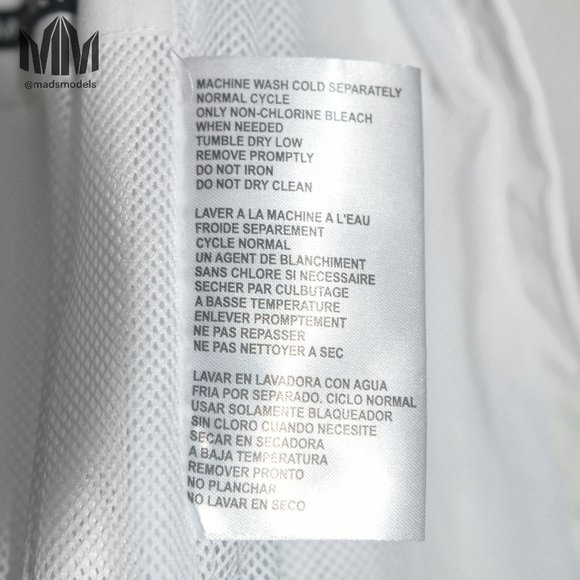 @madsmodels
MACHINE WASH COLD SEPARATELY
NORMAL CYCLE
ONLY NON-CHLORINE BLEACH
WHEN NEEDED
TUMBLE DRY LOW
REMOVE PROMPTLY
DO NOT IRON
DO NOT DRY CLEAN
LAVER A LA MACHINE A L'EAU
FROIDE SEPAREMENT
CYCLE NORMAL
UN AGENT DE BLANCHIMENT
SANS CHLORE SI NECESSAIRE
SECHER PAR CULBUTAGE
A BASSE TEMPERATURE
ENLEVER PROMPTEMENT
NE PAS REPASSER
NE PAS NETTOYER A SEC
LAVAR EN LAVADORA CON AGUA
FRIA POR SEPARADO. CICLO NORMAL
USAR SOLAMENTE BLAQUEADOR
SIN CLORO CUANDO NECESITE
SECAR EN SECADORA
A BAJA TEMPERATURA
REMOVER PRONTO
NO PLANCHAR
NO LAVAR EN SECO